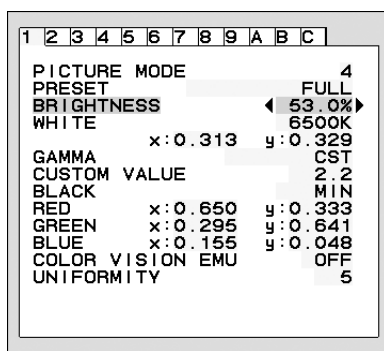 1 2 3 4 5 6 7 8 9 A B C
PICTURE MODE 4
PRESET FULL
BRIGHTNESS 53.0%
WHITE 6500K
x:0.313 y:0.329
GAMMA CST
CUSTOM VALUE 2.2
BLACK MIN
RED x:0.650 y:0.333
GREEN x:0.295 y:0.641
BLUE x:0.155 y:0.048
COLOR VISION EMU OFF
UNIFORMITY 5